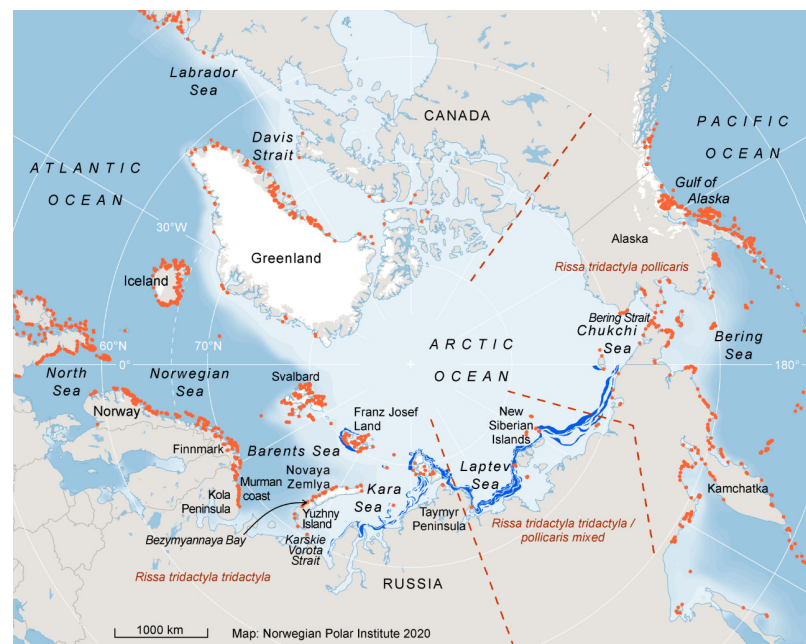 Labrador
Sea
CANADA
PACIFIC
OCEAN
Davis
Strait
ATLANTIC
OCEAN
Gulf of
Alaska
30°W
Greenland
Alaska
Iceland
Rissa tridactyla pollicaris
Bering Strait
Chukchi
Sea
ARCTIC
OCEAN
Bering
Sea
60°N
70°N
0°
180°
North
Sea
Norwegian
Sea
Svalbard
Norway
Franz Josef
Land
New
Siberian
Islands
Finnmark
Barents Sea
Laptev
Sea
Murman
coast
Novaya
Zemlya
Kara
Sea
Kola
Peninsula
Yuzhny
Island
Taymyr
Peninsula
Kamchatka
Bezymyannaya Bay
Karskie
Vorota
Strait
Rissa tridactyla tridactyla /
pollicaris mixed
Rissa tridactyla tridactyla
RUSSIA
1000 km
Map: Norwegian Polar Institute 2020